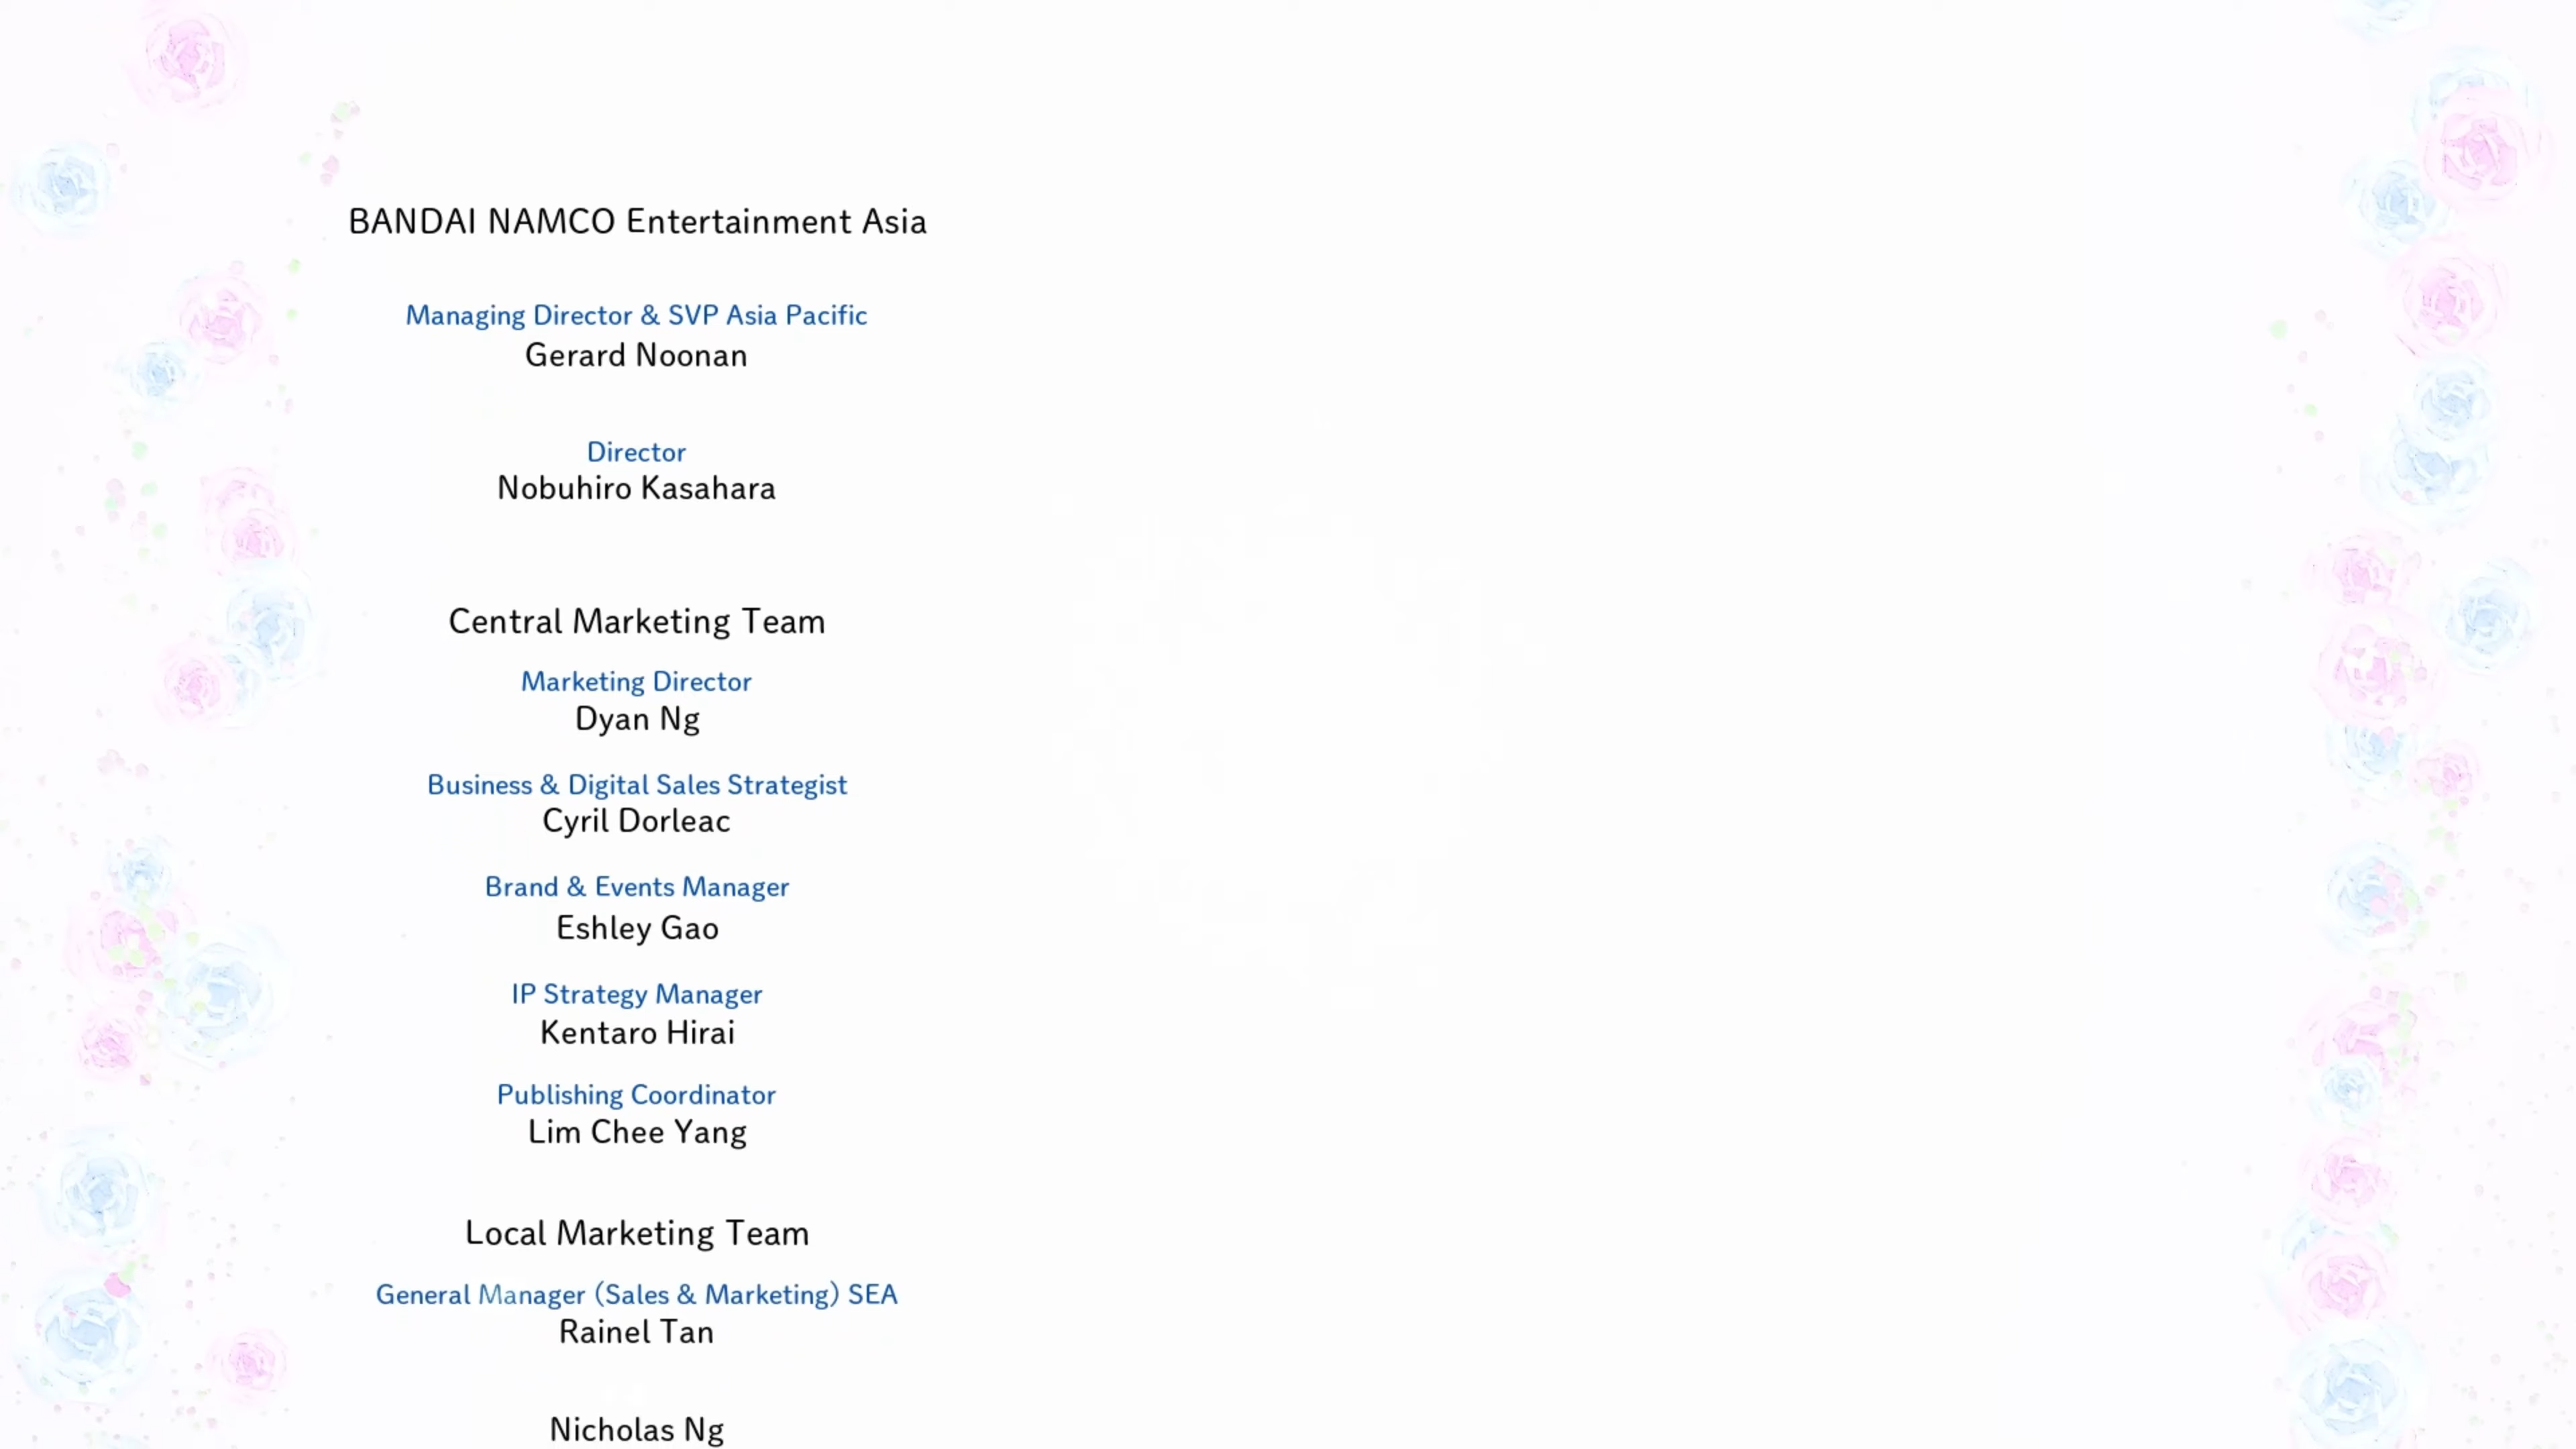 BANDAI NAMCO Entertainment Asia
Managing Director & SVP Asia Pacific
Gerard Noonan
Director
Nobuhiro Kasahara
Central Marketing Team
Marketing Director
Dyan Ng
Business & Digital Sales Strategist
Cyril Dorleac
Brand & Events Manager
Eshley Gao
IP Strategy Manager
Kentaro Hirai
Publishing Coordinator
Lim Chee Yang
Local Marketing Team
General Manager (Sales & Marketing) SEA
Rainel Tan
Nicholas Ng